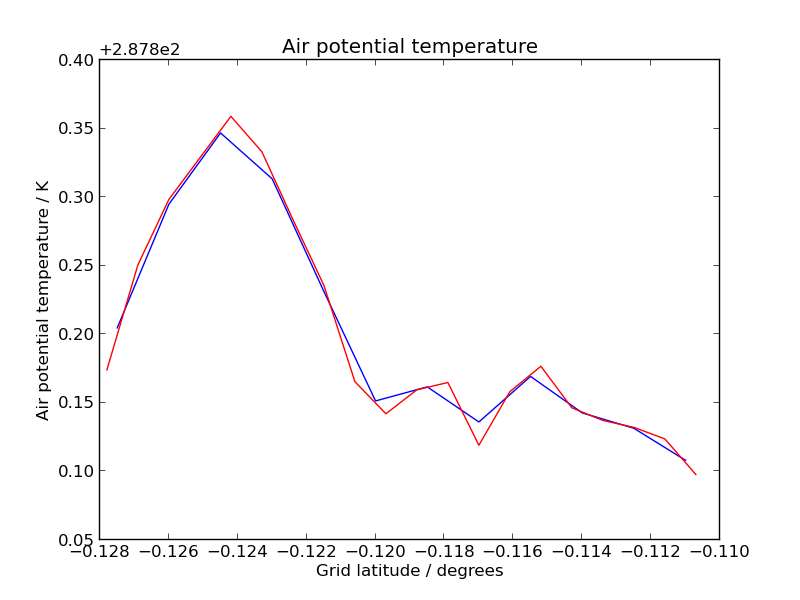 Air potential temperature
+2.878e2
0.40
0.35
0.30
0.25
0.20
0.15
0.10
0.05
Air potential temperature / K
−0.128 −0.126 −0.124 −0.122 −0.120 −0.118 −0.116 −0.114 −0.112 −0.110
Grid latitude / degrees